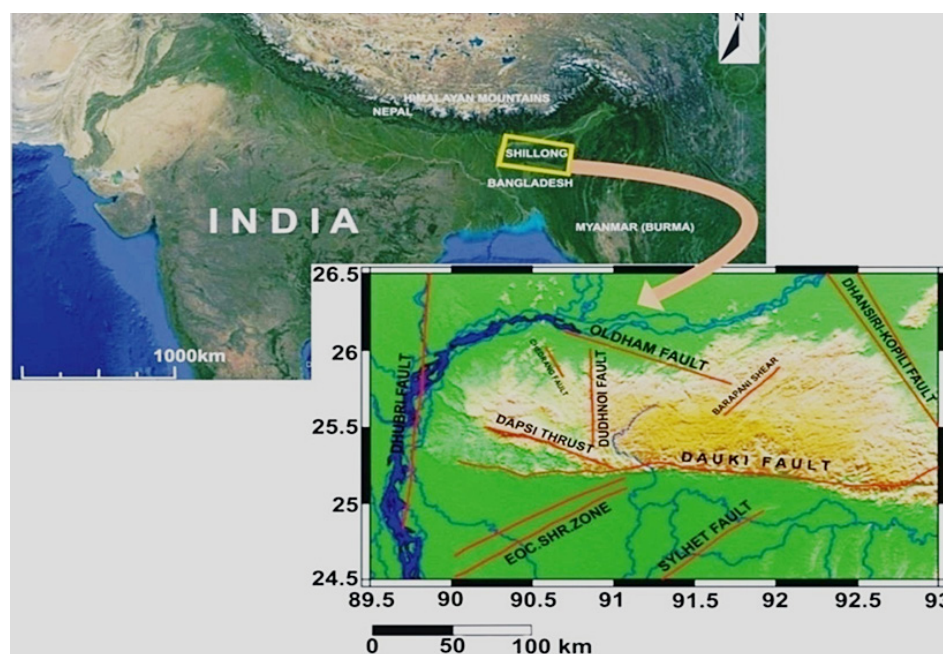 N
HIMALAYAN MOUNTAINS
NEPAL
SHILLONG
BANGLADESH
INDIA
MYANMAR (BURMA)
1000km
26.5
26
25.5
25
24.5
DHUBRI FAULT
OLDHAM FAULT
DHANSIRI-KOPILI FAULT
DUDHNOI FAULT
BARAPANI SHEAR
DAPSI THRUST
DAUKI FAULT
EOC.SHR.ZONE
SYLHET FAULT
89.5 90 90.5 91 91.5 92 92.5 93
0 50 100 km